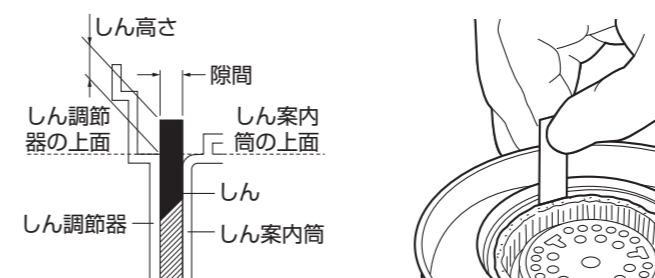 しん高さ
隙間
しん調節
器の上面
しん案内
筒の上面
しん
しん調節器
しん案内筒